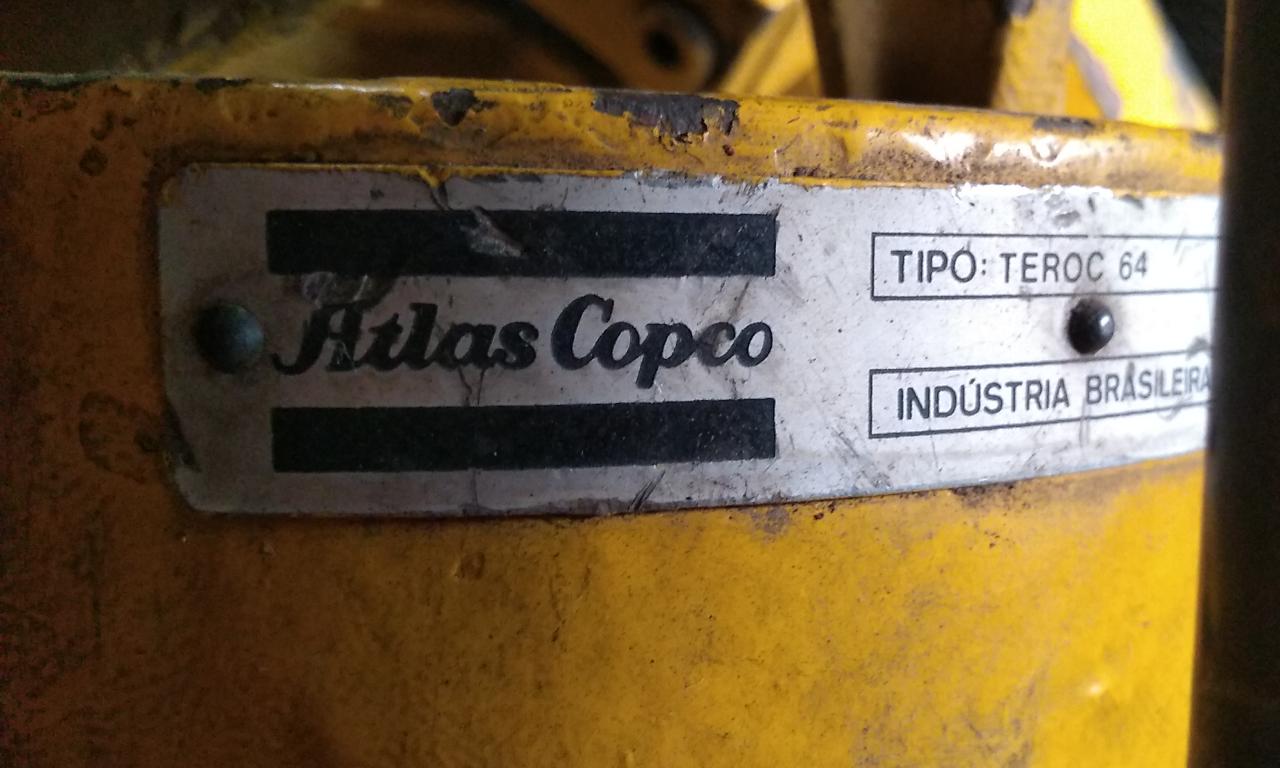 Atlas Copco
TIPO: TEROC 64
INDÚSTRIA BRASILEIRA